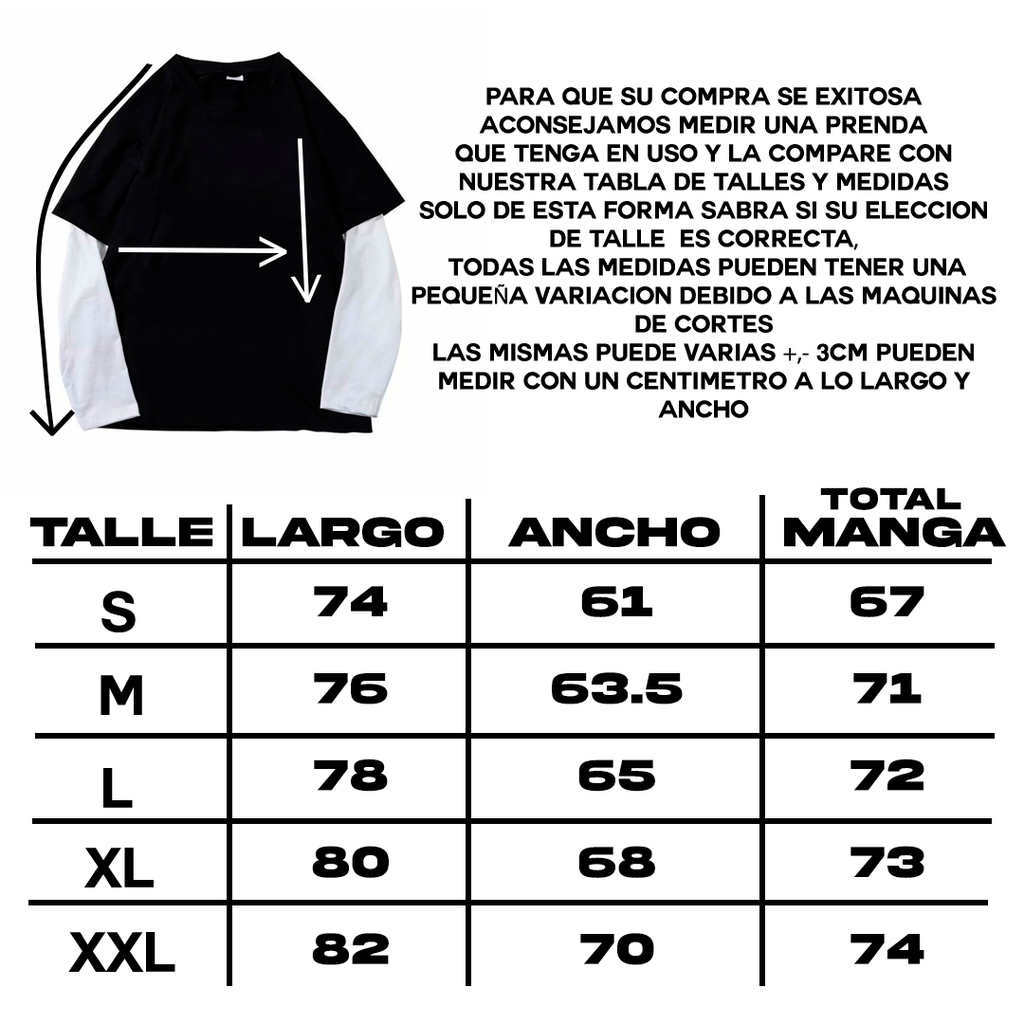 PARA QUE SU COMPRA SE EXITOSA
ACONSEJAMOS MEDIR UNA PRENDA
QUE TENGA EN USO Y LA COMPARE CON
NUESTRA TABLA DE TALLES Y MEDIDAS
SOLO DE ESTA FORMA SABRA SI SU ELECCION
DE TALLE ES CORRECTA,
TODAS LAS MEDIDAS PUEDEN TENER UNA
PEQUEÑA VARIACION DEBIDO A LAS MAQUINAS
DE CORTES
LAS MISMAS PUEDE VARIAS +,- 3CM PUEDEN
MEDIR CON UN CENTIMETRO A LO LARGO Y
ANCHO
TALLE LARGO ANCHO TOTAL MANGA
S 74 61 67
M 76 63.5 71
L 78 65 72
XL 80 68 73
XXL 82 70 74